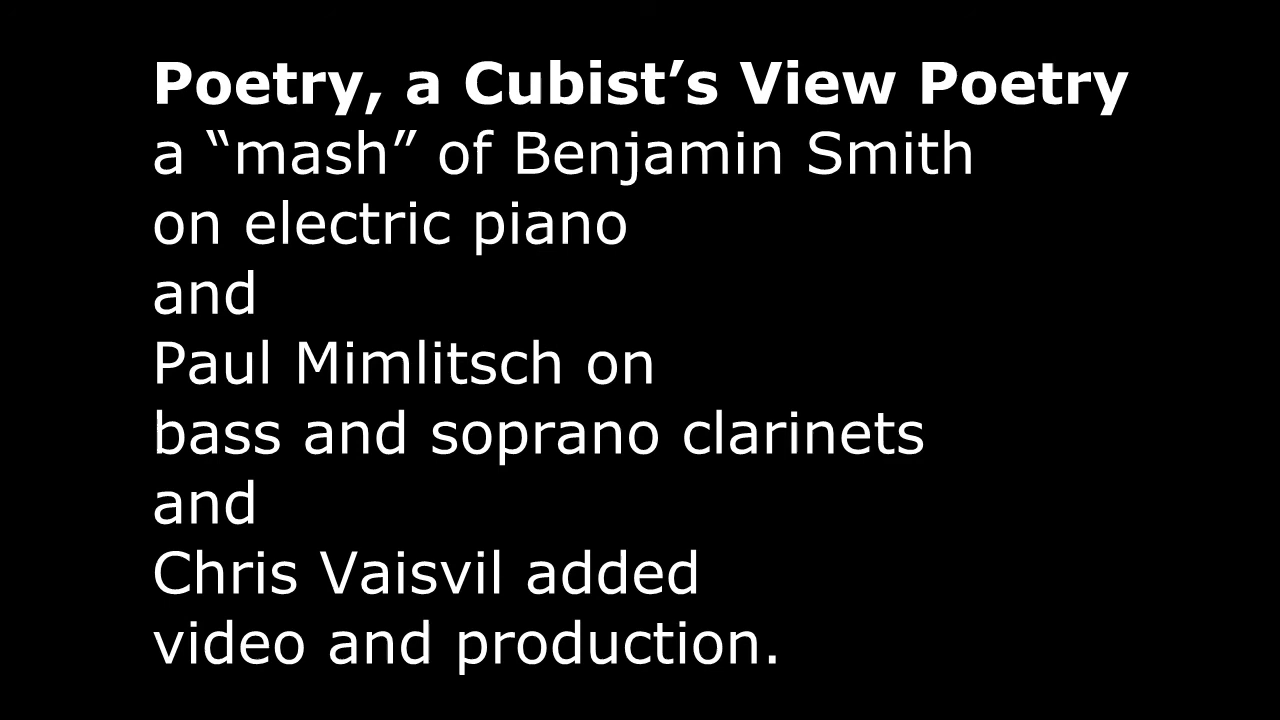 Poetry, a Cubist’s View Poetry
a “mash” of Benjamin Smith
on electric piano
and
Paul Mimlitsch on
bass and soprano clarinets
and
Chris Vaisvil added
video and production.